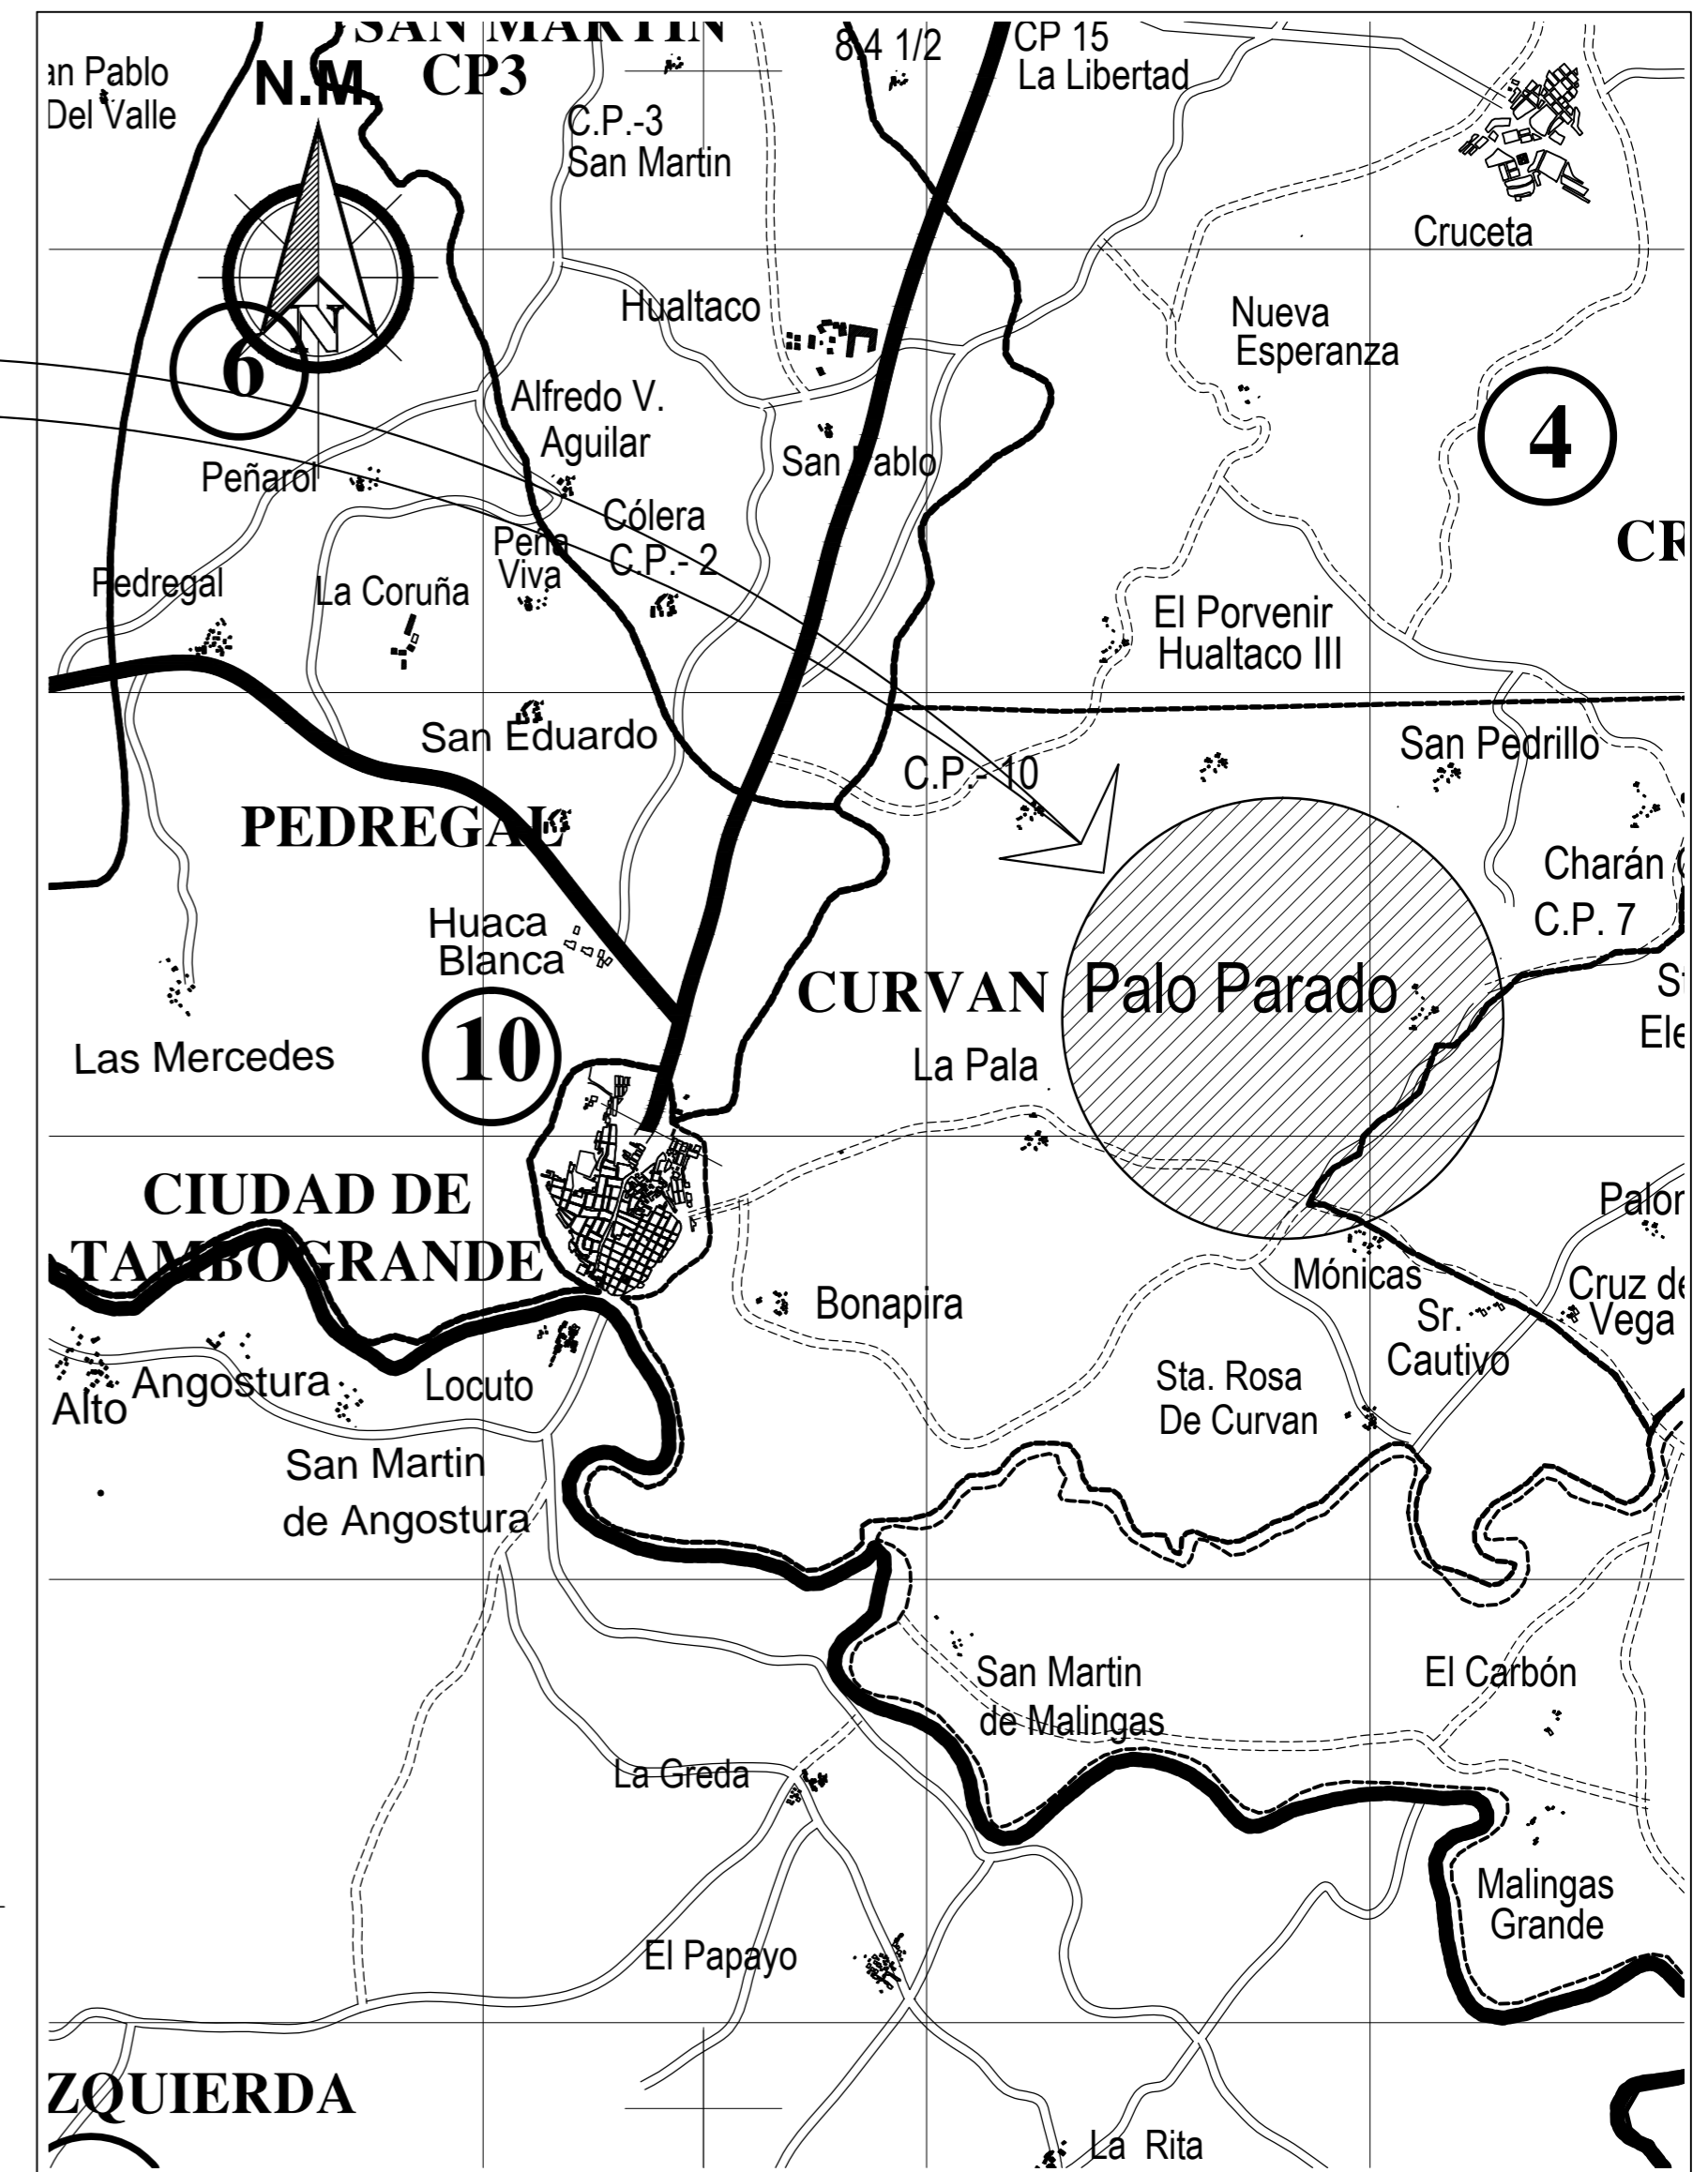 SAN MARTIN
CP3
N.M.
an Pablo
Del Valle
8.4 1/2
CP 15
La Libertad
C.P.-3
San Martin
Cruceta
N
6
Hualtaco
Nueva
Esperanza
Alfredo V.
Aguilar
4
San Pablo
Peñarol
Cólera
C.P.- 2
Peña
Viva
CR
Pedregal
La Coruña
El Porvenir
Hualtaco III
San Eduardo
San Pedrillo
C.P.- 10
PEDREGAL
Charán
C.P. 7
Huaca
Blanca
CURVAN
Palo Parado
Ele
10
Las Mercedes
La Pala
CIUDAD DE
TAMBOGRANDE
Mónicas
Cruz de
Vega
Bonapira
Sr.
Cautivo
Sta. Rosa
De Curvan
Alto
Angostura
Locuto
San Martin
de Angostura
San Martin
de Malingas
El Carbón
La Greda
Malingas
Grande
El Papayo
ZQUIERDA
La Rita